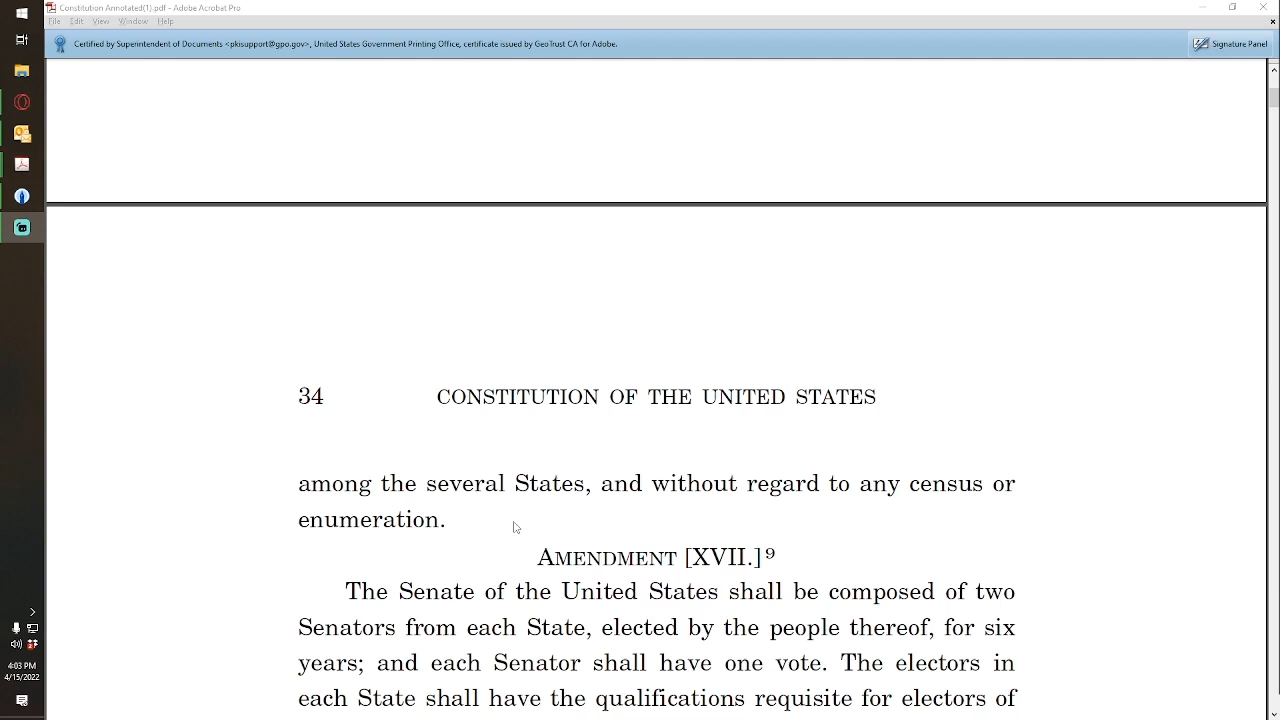 Constitution Annotated(1).pdf - Adobe Acrobat Pro
File Edit View Window Help
Certified by Superintendent of Documents <pkisupport@gpo.gov>, United States Government Printing Office, certificate issued by GeoTrust CA for Adobe.
Signature Panel
34 CONSTITUTION OF THE UNITED STATES
among the several States, and without regard to any census or
enumeration.
AMENDMENT [XVII.]9
The Senate of the United States shall be composed of two
Senators from each State, elected by the people thereof, for six
years; and each Senator shall have one vote. The electors in
each State shall have the qualifications requisite for electors of
4:03 PM
4/15/2022